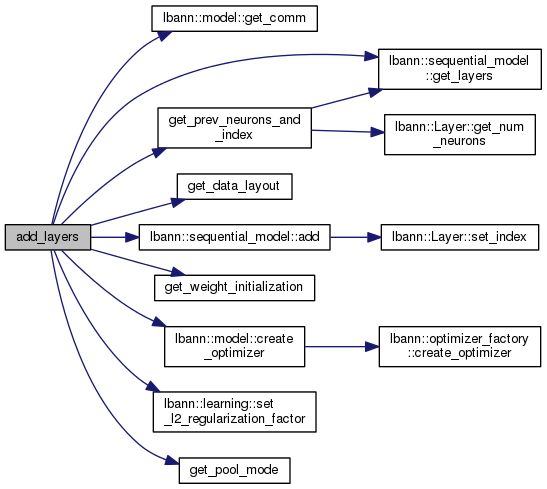 lbann::model::get_comm
lbann::sequential_model
::get_layers
get_prev_neurons_and
_index
lbann::Layer::get_num
_neurons
get_data_layout
add_layers
lbann::sequential_model::add
lbann::Layer::set_index
get_weight_initialization
lbann::model::create
_optimizer
lbann::optimizer_factory
::create_optimizer
lbann::learning::set
_l2_regularization_factor
get_pool_mode